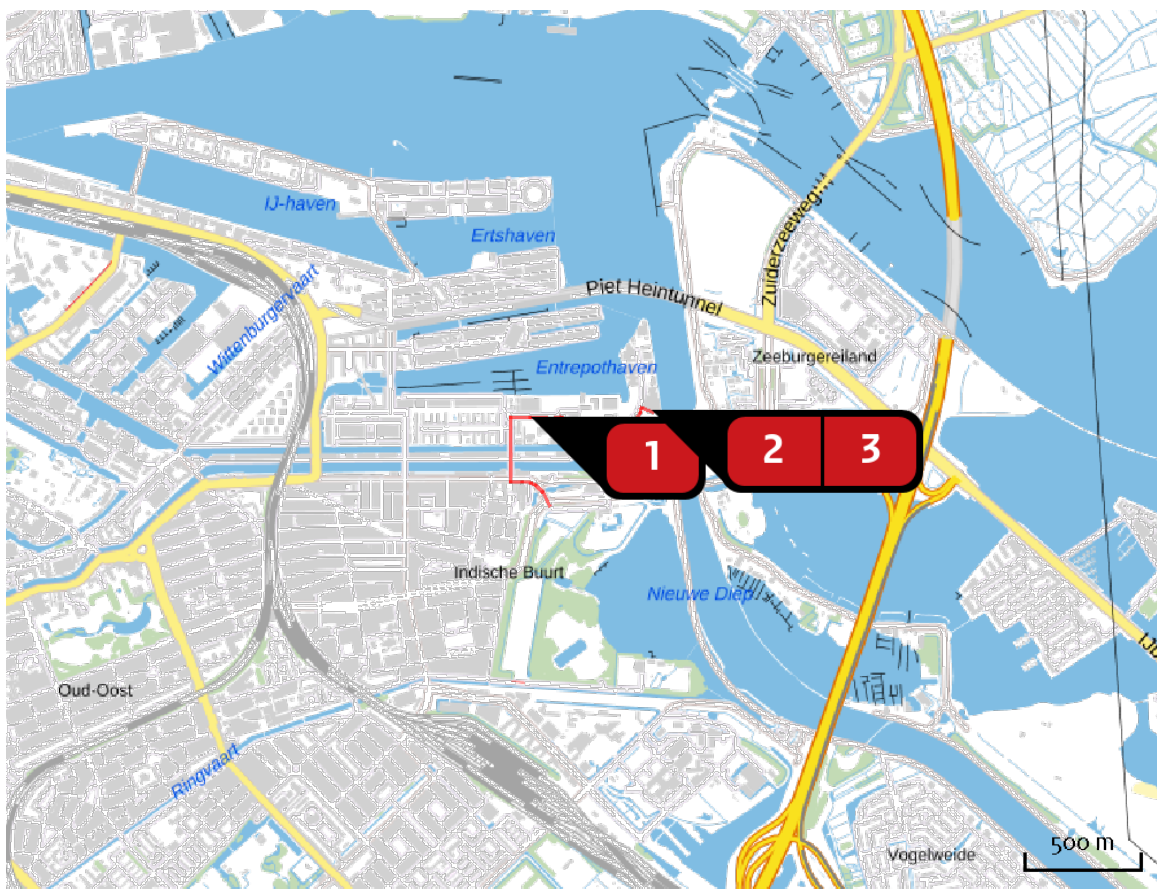 IJ-haven
Ertshaven
Zuiderzeeweg
Piet Heintunnel
Wittenburgervaart
Entrepothaven
Zeeburgereiland
1
2
3
Indische Buurt
Nieuwe Diep
Oud-Oost
Ringvaart
Vogelweide
500 m